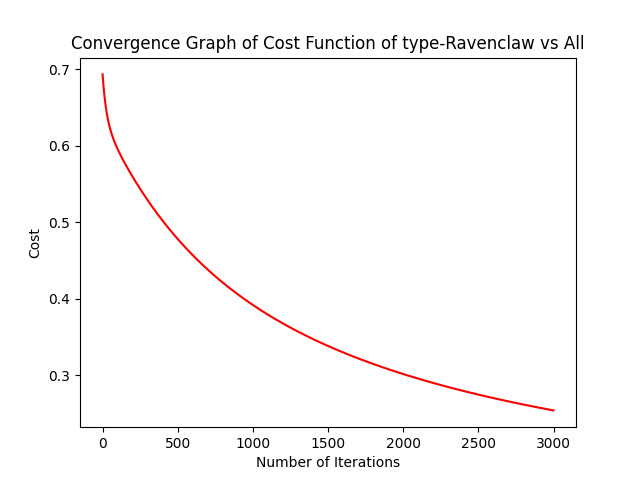 Convergence Graph of Cost Function of type-Ravenclaw vs All
0.7
0.6
0.5
0.4
0.3
Cost
0 500 1000 1500 2000 2500 3000
Number of Iterations